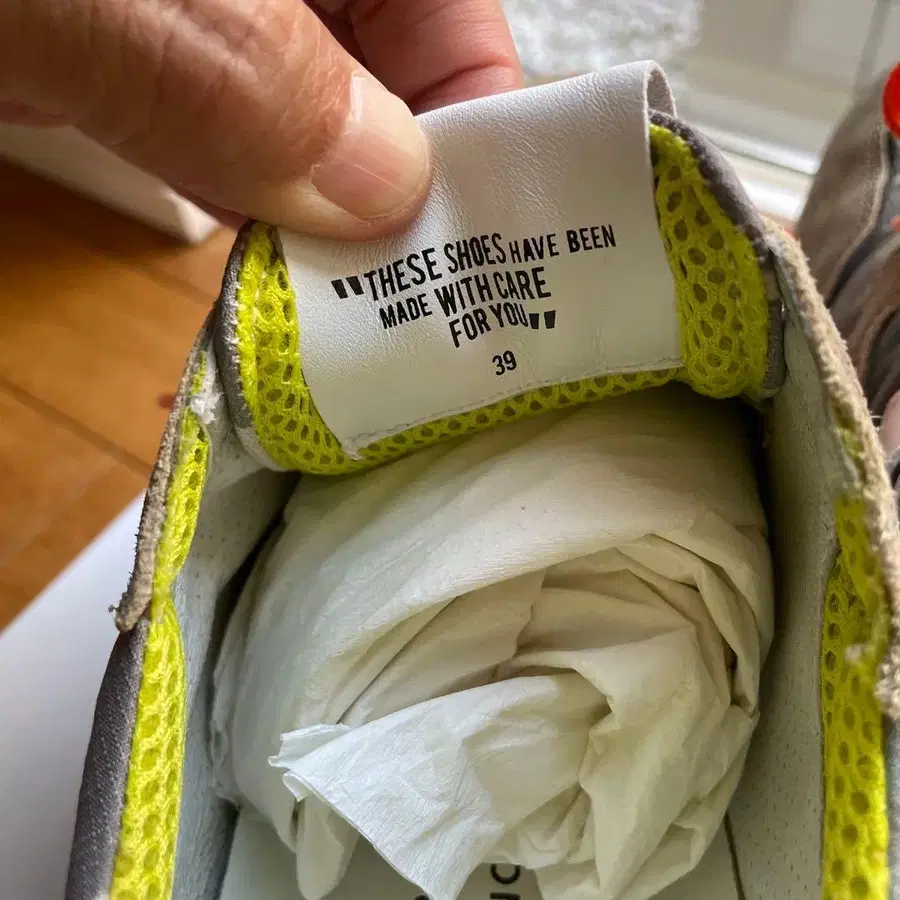 "THESE SHOES HAVE BEEN
MADE WITH CARE
FOR YOU"
39